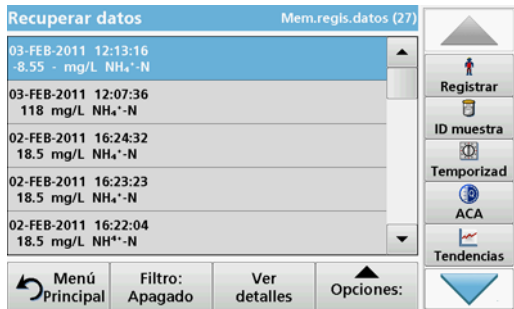 Recuperar datos Mem.regis.datos (27)
03-FEB-2011 12:13:16
-8.55 - mg/L NH₄⁺-N
03-FEB-2011 12:07:36
118 mg/L NH₄⁺-N
02-FEB-2011 16:24:32
18.5 mg/L NH₄⁺-N
02-FEB-2011 16:23:23
18.5 mg/L NH₄⁺-N
02-FEB-2011 16:22:04
18.5 mg/L NH⁴⁺-N
Menú
Principal
Filtro:
Apagado
Ver
detalles
Opciones:
Registrar
ID muestra
Temporizad
ACA
Tendencias